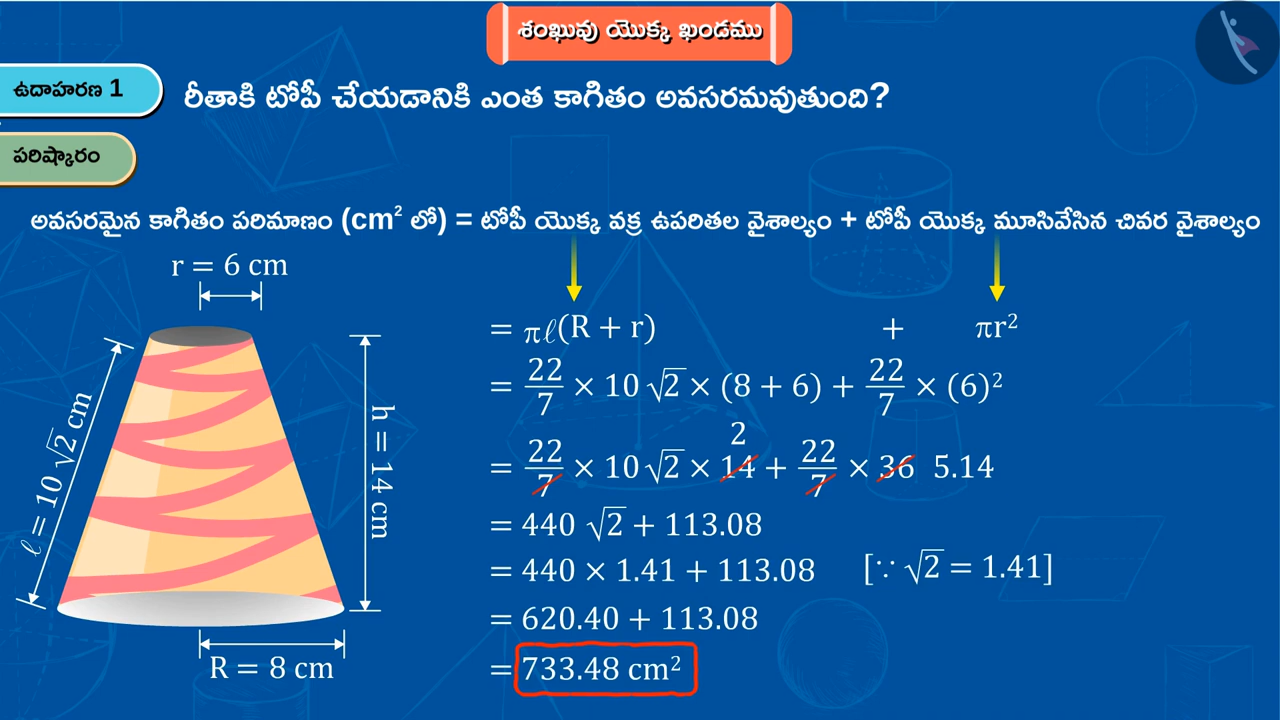 శంఖువు యొక్క ఖండము
ఉదాహరణ 1
రీతాకి టోపీ చేయడానికి ఎంత కాగితం అవసరమవుతుంది?
పరిష్కారం
అవసరమైన కాగితం పరిమాణం (cm² లో) = టోపీ యొక్క వక్ర ఉపరితల వైశాల్యం + టోపీ యొక్క మూసివేసిన చివర వైశాల్యం
r = 6 cm
ℓ = 10 √2 cm
h = 14 cm
R = 8 cm
= πℓ(R + r) + πr²
= 22/7 × 10 √2 × (8 + 6) + 22/7 × (6)²
2
= 22/7 × 10 √2 × 14 + 22/7 × 36 5.14
= 440 √2 + 113.08
= 440 × 1.41 + 113.08 [∵ √2 = 1.41]
= 620.40 + 113.08
= 733.48 cm²